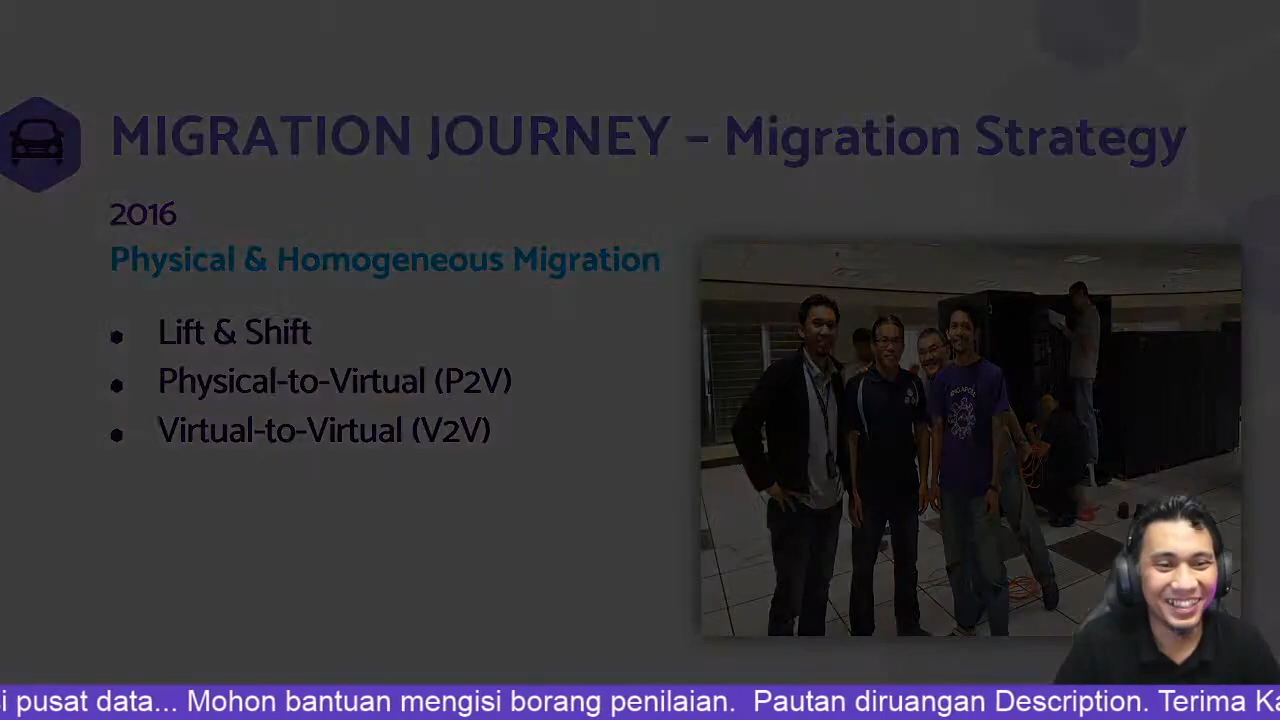 MIGRATION JOURNEY – Migration Strategy
2016
Physical & Homogeneous Migration
Lift & Shift
Physical-to-Virtual (P2V)
Virtual-to-Virtual (V2V)
pusat data... Mohon bantuan mengisi borang penilaian. Pautan diruangan Description. Terima